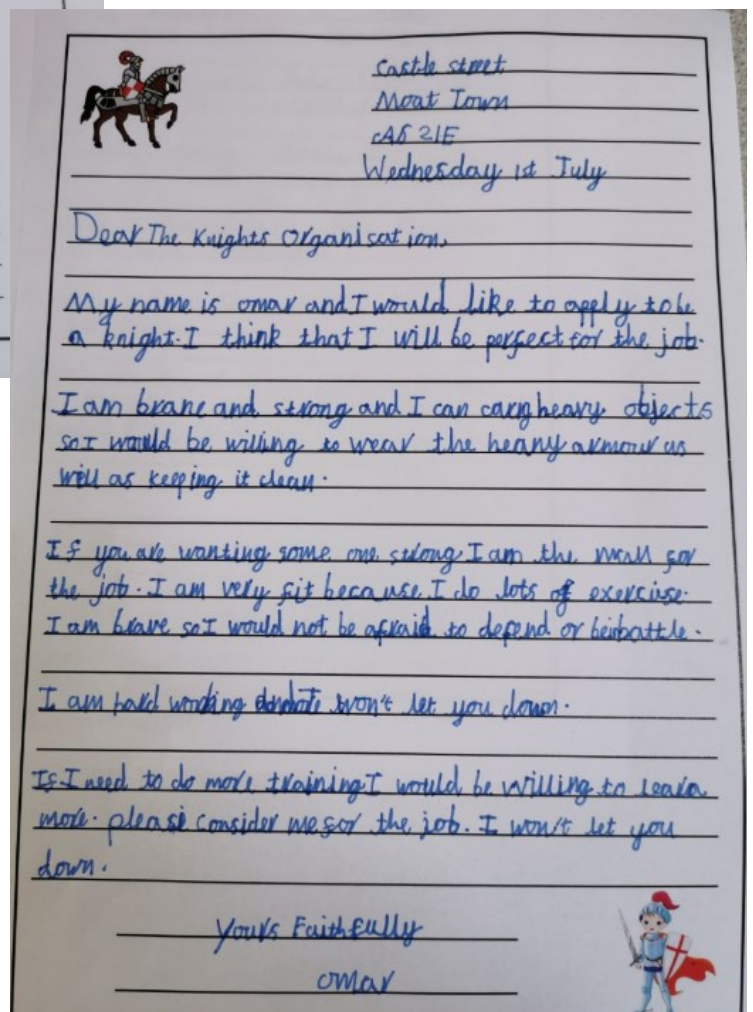 castle street
Moat Town
CA5 21E
Wednesday 1st July
Dear The Knights Organisation,
My name is omar and I would like to apply to be
a knight. I think that I will be perfect for the job.
I am brave and strong and I can carry heavy objects
so I would be willing to wear the heavy armour as
well as keeping it clean.
If you are wanting some one strong I am the man for
the job. I am very fit because I do lots of exercise.
I am brave so I would not be afraid to defend or be in battle.
I am hard working won't let you down.
If I need to do more training I would be willing to learn
more. please consider me for the job. I won't let you
down.
yours Faithfully
omar